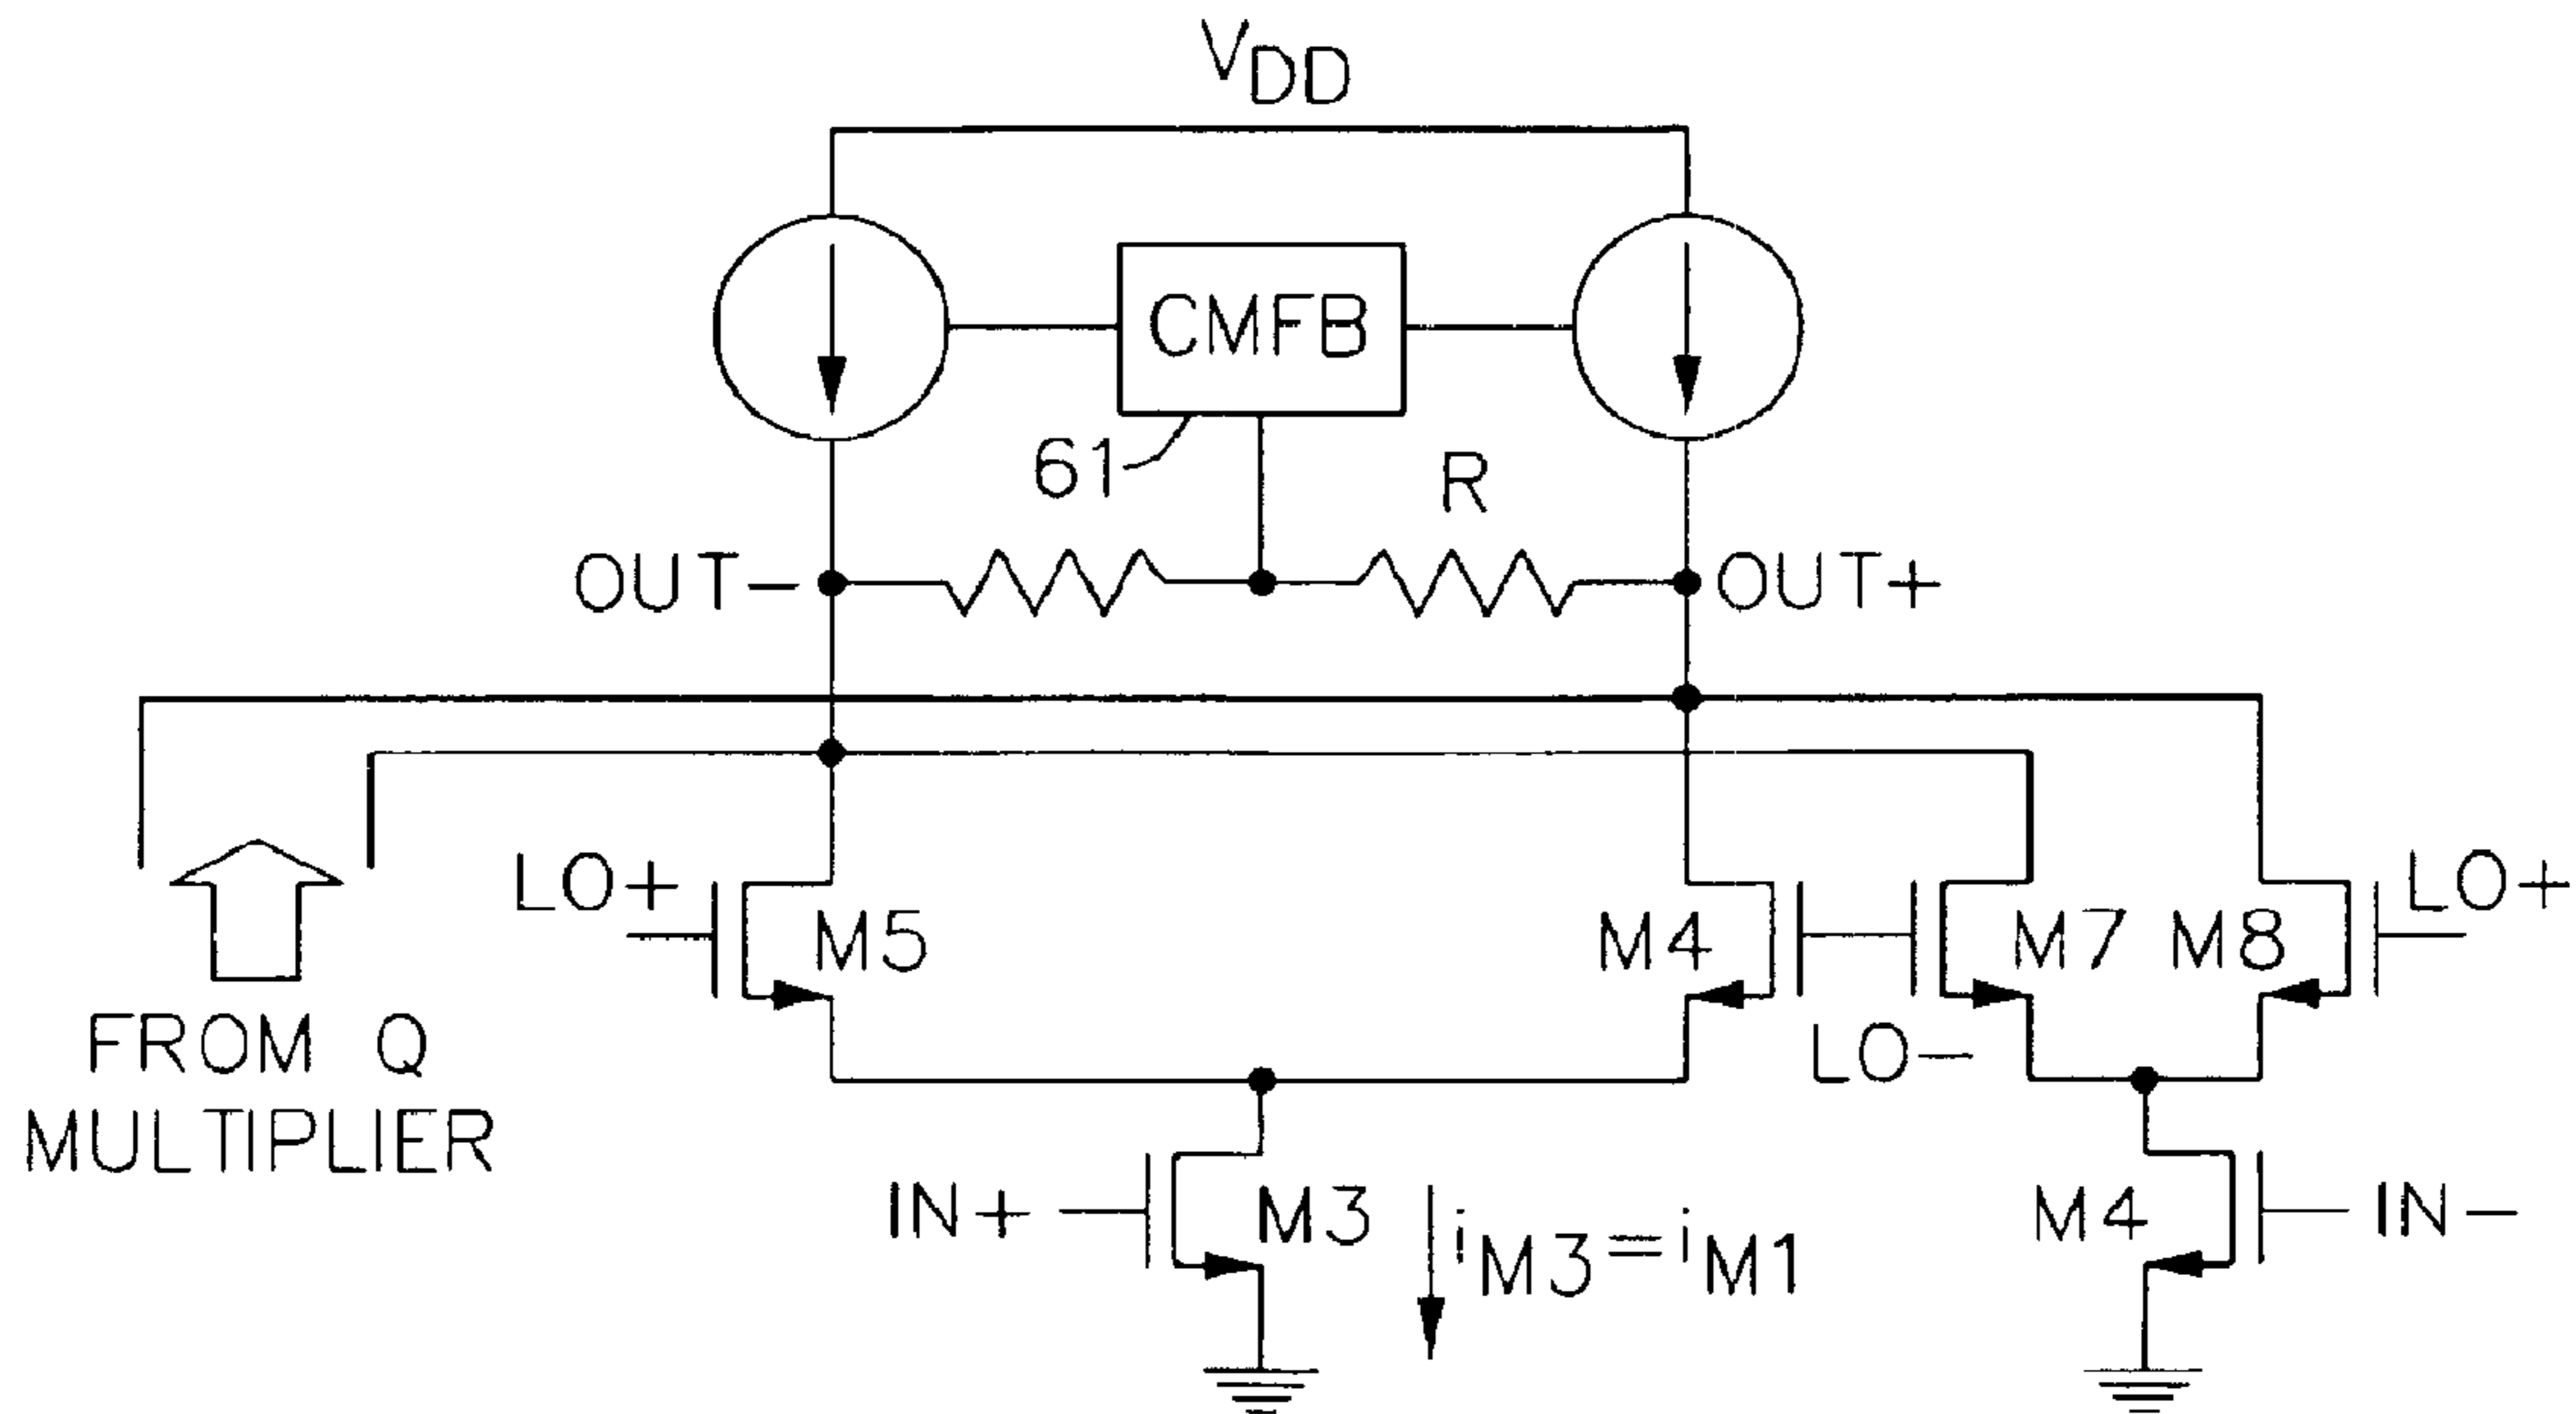 VDD
CMFB
61
R
OUT-
OUT+
LO+
M5
M4
M7
M8
LO+
FROM Q
MULTIPLIER
LO-
IN+
M3
iM3=iM1
M4
IN-